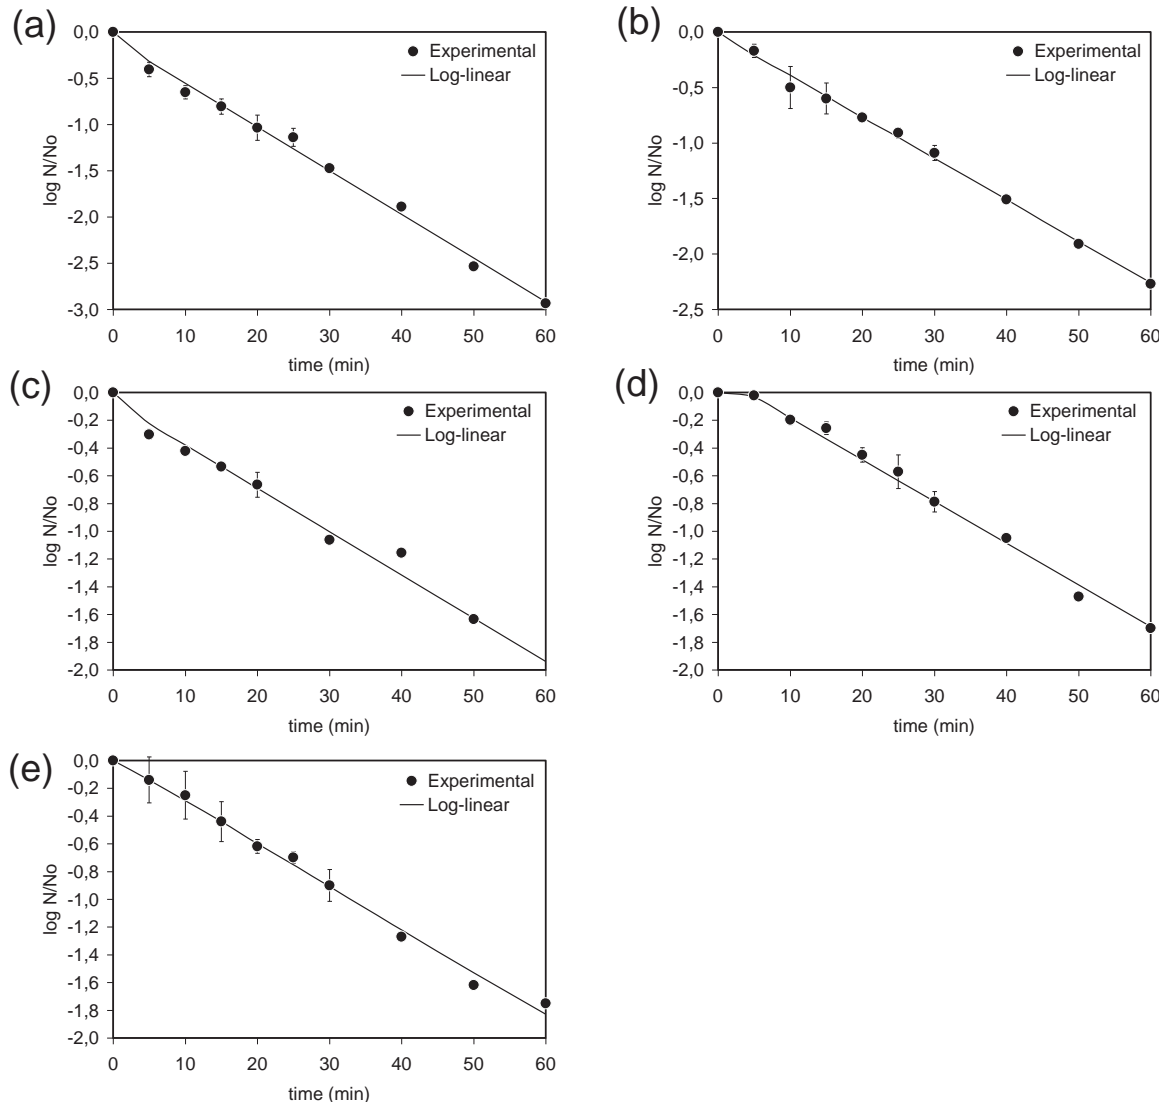 (a)
0,0
-0,5
-1,0
-1,5
-2,0
-2,5
-3,0
log N/No
Experimental
Log-linear
0 10 20 30 40 50 60
time (min)
(b)
0,0
-0,5
-1,0
-1,5
-2,0
-2,5
log N/No
Experimental
Log-linear
0 10 20 30 40 50 60
time (min)
(c)
0,0
-0,2
-0,4
-0,6
-0,8
-1,0
-1,2
-1,4
-1,6
-1,8
-2,0
log N/No
Experimental
Log-linear
0 10 20 30 40 50 60
time (min)
(d)
0,0
-0,2
-0,4
-0,6
-0,8
-1,0
-1,2
-1,4
-1,6
-1,8
-2,0
log N/No
Experimental
Log-linear
0 10 20 30 40 50 60
time (min)
(e)
0,0
-0,2
-0,4
-0,6
-0,8
-1,0
-1,2
-1,4
-1,6
-1,8
-2,0
log N/No
Experimental
Log-linear
0 10 20 30 40 50 60
time (min)